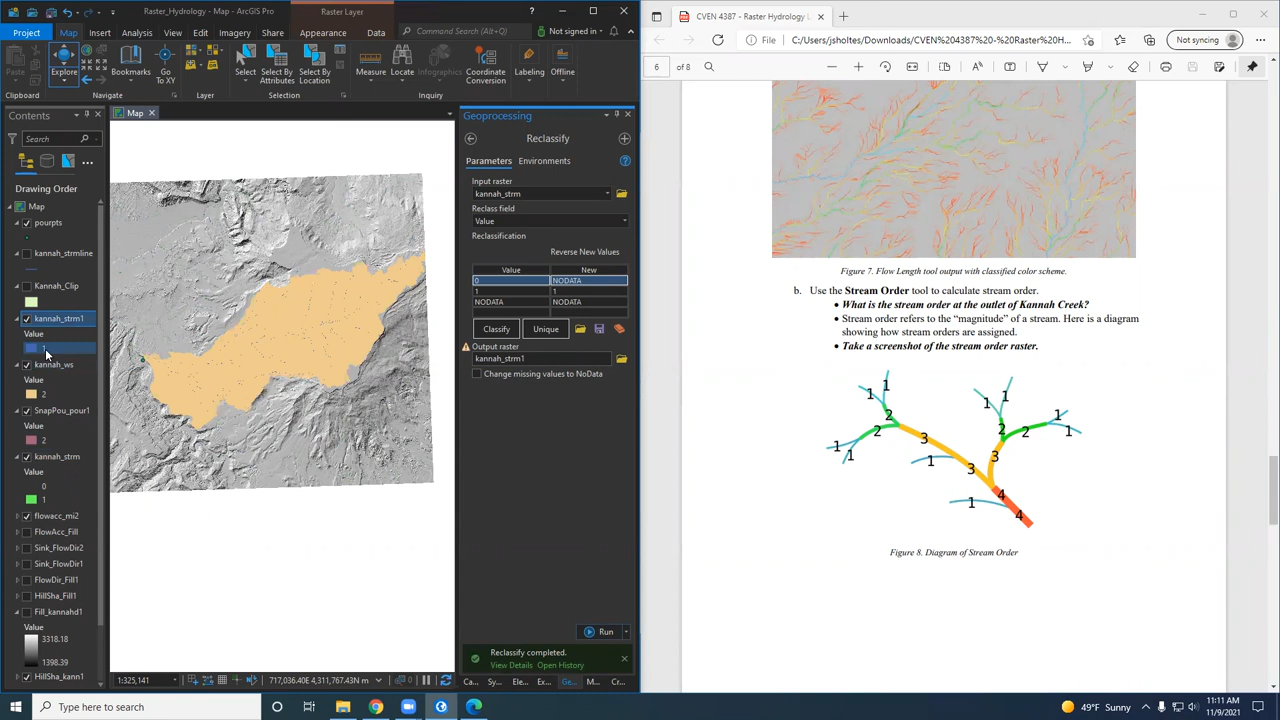 Raster_Hydrology - Map - ArcGIS Pro
Raster Layer
?
Project
Map
Insert
Analysis
View
Edit
Imagery
Share
Appearance
Data
Command Search (Alt+Q)
Not signed in
Paste
Explore
Bookmarks
Go To XY
Select
Select By Attributes
Select By Location
Measure
Locate
Infographics
Coordinate Conversion
Labeling
Offline
Clipboard
Navigate
Layer
Selection
Inquiry
Contents
Search
Drawing Order
Map
pourpts
kannah_strmline
Kannah_Clip
kannah_strm1
Value
1
kannah_ws
Value
2
SnapPou_pour1
Value
2
kannah_strm
Value
0
1
flowacc_mi2
FlowAcc_Fill
Sink_FlowDir2
Sink_FlowDir1
FlowDir_Fill1
HillSha_Fill1
Fill_kannahd1
Value
3318.18
1398.39
HillSha_kann1
Map
1:325,141
717,036.40E 4,311,767.43N m
Geoprocessing
Reclassify
Parameters
Environments
Input raster
kannah_strm
Reclass field
Value
Reclassification
Reverse New Values
Value New
0 NODATA
1 1
NODATA NODATA
Classify
Unique
Output raster
kannah_strm1
Change missing values to NoData
Run
Reclassify completed.
View Details Open History
Ca...
Sy...
Ele...
Ex...
Ge...
M...
Cr...
CVEN 4387 - Raster Hydrology L
File
C:/Users/jsholtes/Downloads/CVEN%204387%20-%20Raster%20H...
Not syncing
6
of 8
Figure 7. Flow Length tool output with classified color scheme.
b. Use the Stream Order tool to calculate stream order.
• What is the stream order at the outlet of Kannah Creek?
• Stream order refers to the “magnitude” of a stream. Here is a diagram
showing how stream orders are assigned.
• Take a screenshot of the stream order raster.
1 1
1 1
2
2
1
1
3
1
3
1
1
2
2
1
1
3
4
1
4
Figure 8. Diagram of Stream Order
Type here to search
49°F Sunny
11:11 AM
11/9/2021